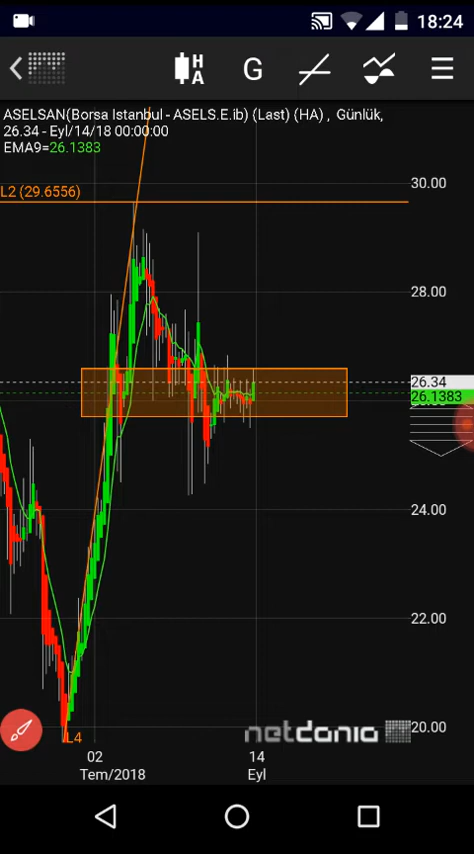 18:24
H
A
G
ASELSAN(Borsa Istanbul - ASELS.E.ib) (Last) (HA) , Günlük,
26.34 - Eyl/14/18 00:00:00
EMA9=26.1383
30.00
L2 (29.6556)
28.00
26.34
26.1383
24.00
22.00
20.00
netdania
L4
02
14
Tem/2018
Eyl